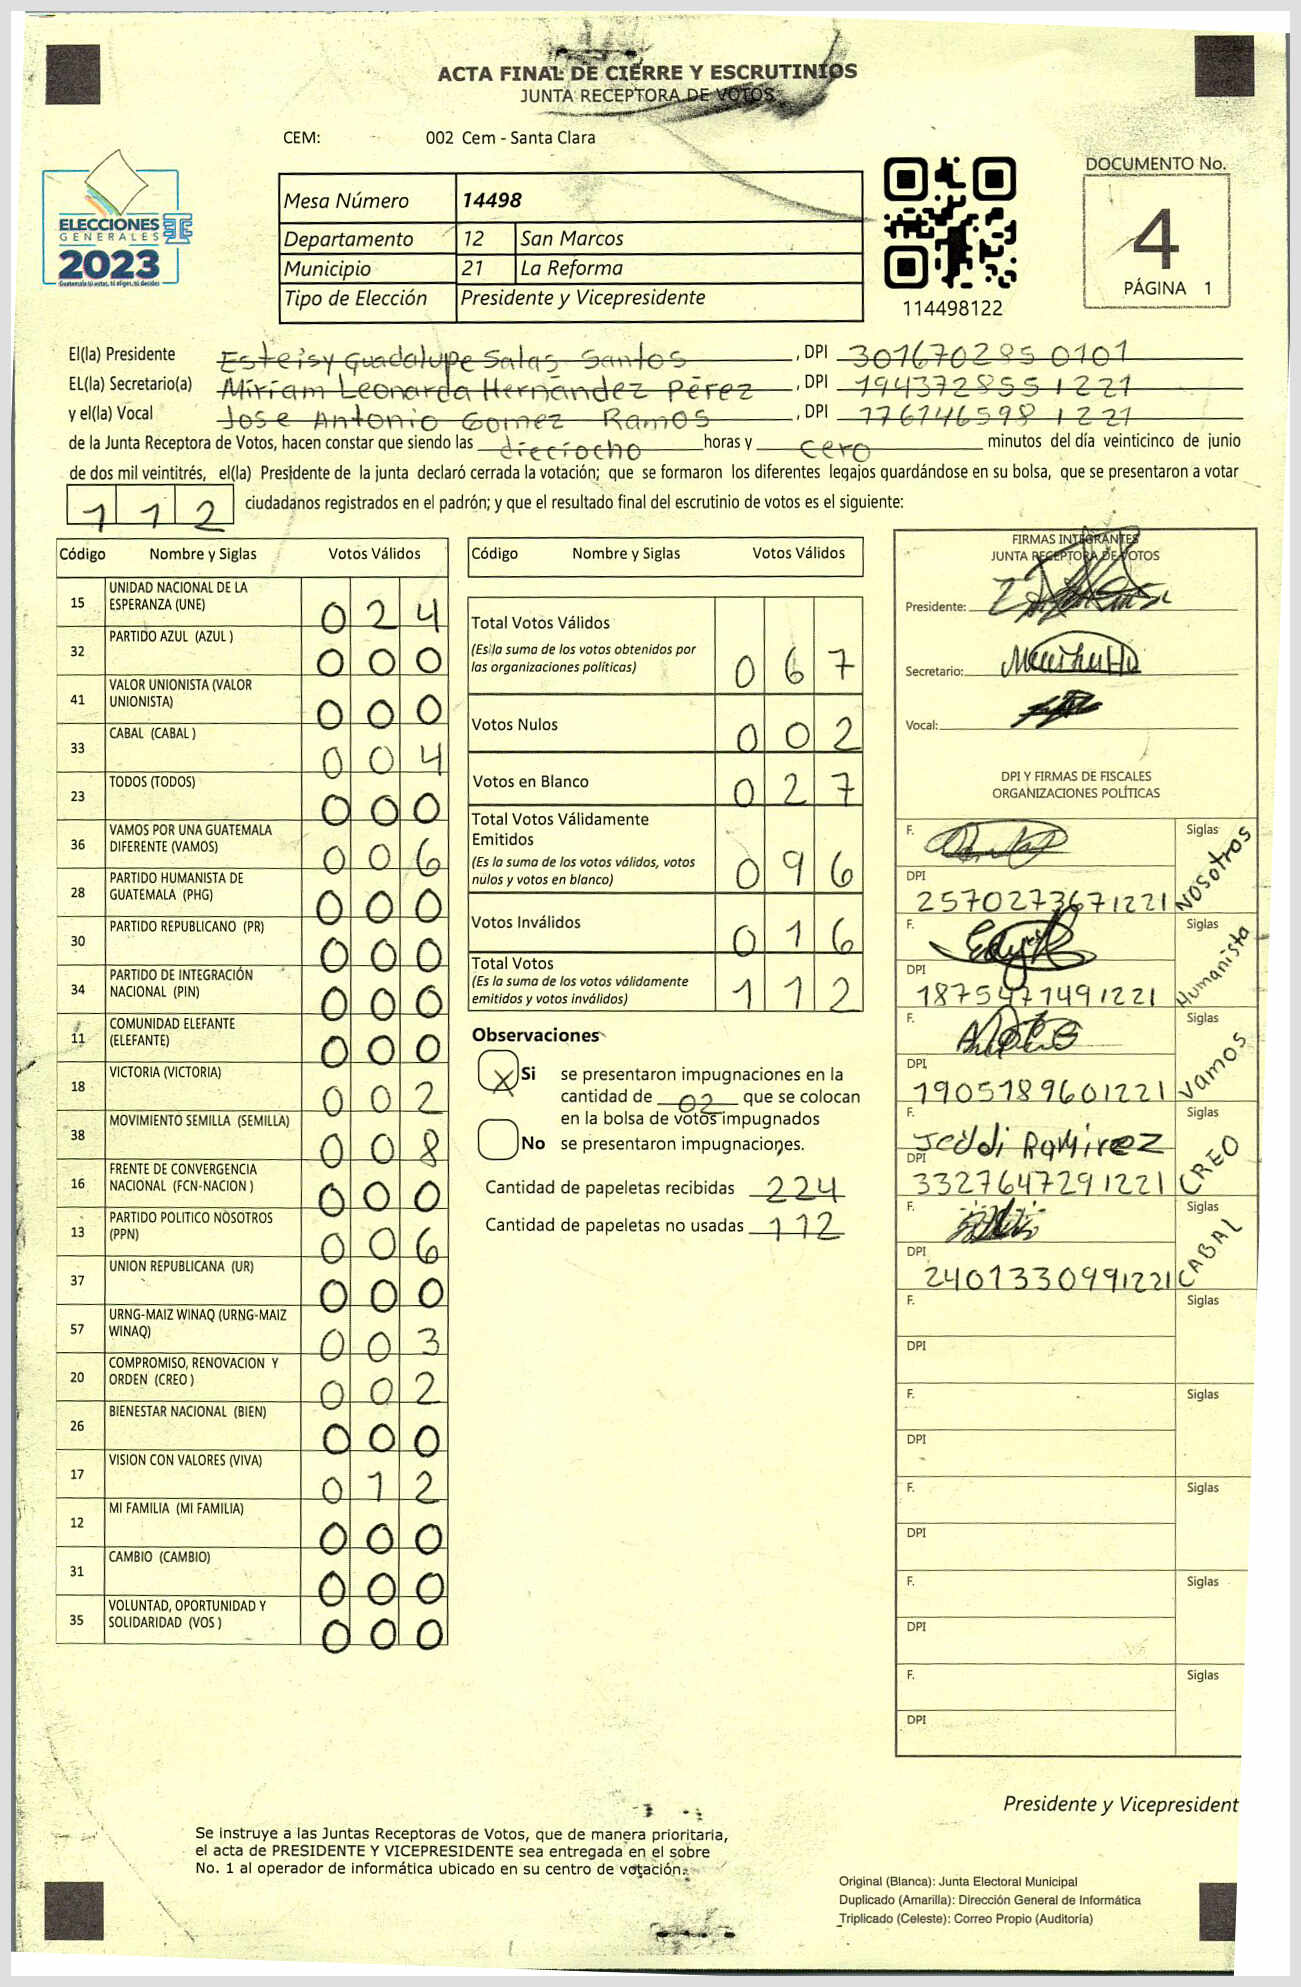 ACTA FINAL DE CIERRE Y ESCRUTINIOS
JUNTA RECEPTORA DE VOTOS
CEM: 002 Cem - Santa Clara
ELECCIONES
GENERALES
2023
Guatemala tú estas, tú eliges, tú decides
Mesa Número 14498
Departamento 12 San Marcos
Municipio 21 La Reforma
Tipo de Elección Presidente y Vicepresidente
114498122
DOCUMENTO No.
4
PÁGINA 1
El(la) Presidente Esteisy Guadalupe Salas Santos , DPI 301670285 0101
EL(la) Secretario(a) Miriam Leonarda Hernández Pérez , DPI 194372855 1221
y el(la) Vocal Jose Antonio Gomez Ramos , DPI 176146598 1221
de la Junta Receptora de Votos, hacen constar que siendo las dieciocho horas y cero minutos del día veinticinco de junio
de dos mil veintitrés, el(la) Presidente de la junta declaró cerrada la votación; que se formaron los diferentes legajos guardándose en su bolsa, que se presentaron a votar
112 ciudadanos registrados en el padrón; y que el resultado final del escrutinio de votos es el siguiente:
Código Nombre y Siglas Votos Válidos
15 UNIDAD NACIONAL DE LA
ESPERANZA (UNE) 024
32 PARTIDO AZUL (AZUL ) 000
41 VALOR UNIONISTA (VALOR
UNIONISTA) 000
33 CABAL (CABAL ) 004
23 TODOS (TODOS) 000
36 VAMOS POR UNA GUATEMALA
DIFERENTE (VAMOS) 006
28 PARTIDO HUMANISTA DE
GUATEMALA (PHG) 000
30 PARTIDO REPUBLICANO (PR) 000
34 PARTIDO DE INTEGRACIÓN
NACIONAL (PIN) 000
11 COMUNIDAD ELEFANTE
(ELEFANTE) 000
18 VICTORIA (VICTORIA) 002
38 MOVIMIENTO SEMILLA (SEMILLA) 008
16 FRENTE DE CONVERGENCIA
NACIONAL (FCN-NACION ) 000
13 PARTIDO POLITICO NOSOTROS
(PPN) 006
37 UNION REPUBLICANA (UR) 000
57 URNG-MAIZ WINAQ (URNG-MAIZ
WINAQ) 003
20 COMPROMISO, RENOVACION Y
ORDEN (CREO ) 002
26 BIENESTAR NACIONAL (BIEN) 000
17 VISION CON VALORES (VIVA) 012
12 MI FAMILIA (MI FAMILIA) 000
31 CAMBIO (CAMBIO) 000
35 VOLUNTAD, OPORTUNIDAD Y
SOLIDARIDAD (VOS ) 000
Código Nombre y Siglas Votos Válidos
Total Votos Válidos
(Es la suma de los votos obtenidos por
las organizaciones políticas) 067
Votos Nulos 002
Votos en Blanco 027
Total Votos Válidamente
Emitidos
(Es la suma de los votos válidos, votos
nulos y votos en blanco) 096
Votos Inválidos 016
Total Votos
(Es la suma de los votos válidamente
emitidos y votos inválidos) 112
Observaciones
X Si se presentaron impugnaciones en la
cantidad de 02 que se colocan
en la bolsa de votos impugnados
No se presentaron impugnaciones.
Cantidad de papeletas recibidas 224
Cantidad de papeletas no usadas 112
FIRMAS INTEGRANTES
JUNTA RECEPTORA DE VOTOS
Presidente:
Secretario:
Vocal:
DPI Y FIRMAS DE FISCALES
ORGANIZACIONES POLÍTICAS
F. Siglas
DPI 2570273671221 Nosotros
F. Siglas
DPI 1875471491221 Humanista
F. Siglas
DPI 1905789601221 Vamos
F. Jeddi Ramirez Siglas
DPI 3327647291221 CREO
F. Siglas
DPI 2401330991221 CABAL
F. Siglas
DPI
F. Siglas
DPI
F. Siglas
DPI
F. Siglas
DPI
F. Siglas
DPI
Presidente y Vicepresident
Se instruye a las Juntas Receptoras de Votos, que de manera prioritaria,
el acta de PRESIDENTE Y VICEPRESIDENTE sea entregada en el sobre
No. 1 al operador de informática ubicado en su centro de votación.
Original (Blanca): Junta Electoral Municipal
Duplicado (Amarilla): Dirección General de Informática
Triplicado (Celeste): Correo Propio (Auditoría)